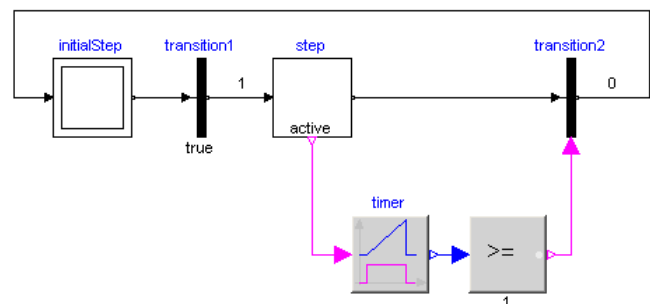 initialStep transition1 step transition2
1 0
active
true
timer
>=
1